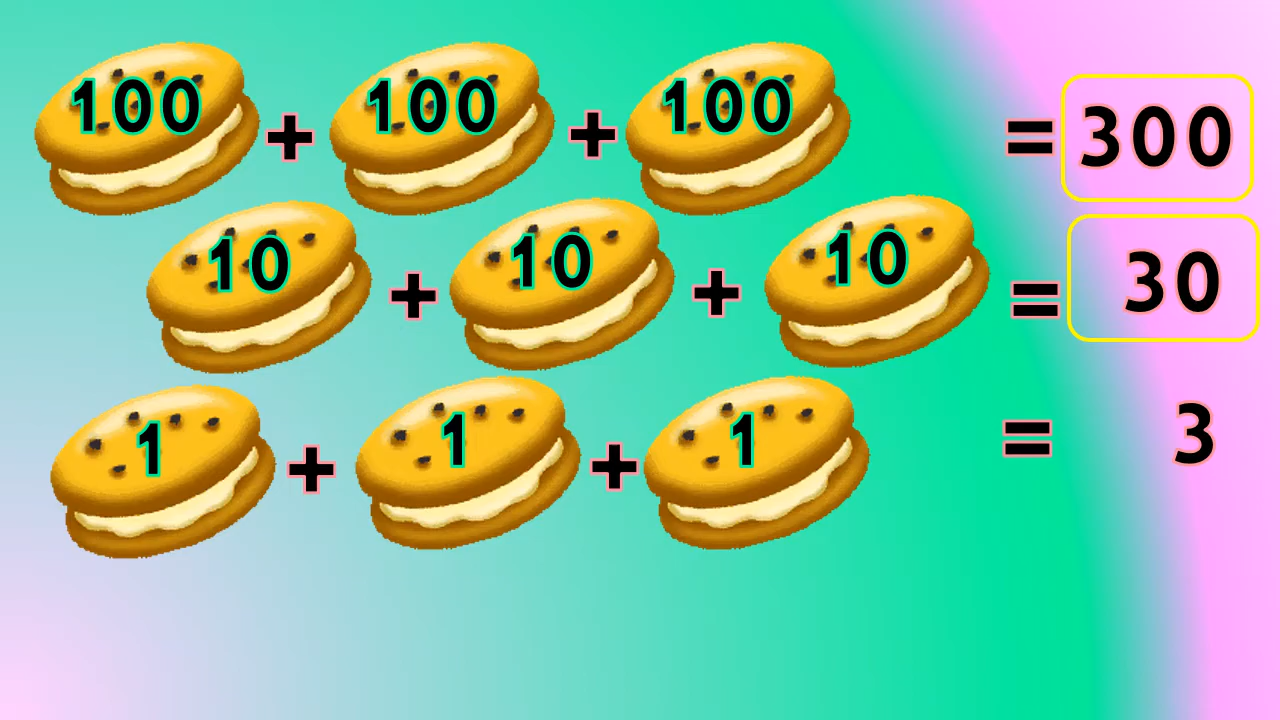 100 + 100 + 100 = 300
10 + 10 + 10 = 30
1 + 1 + 1 = 3